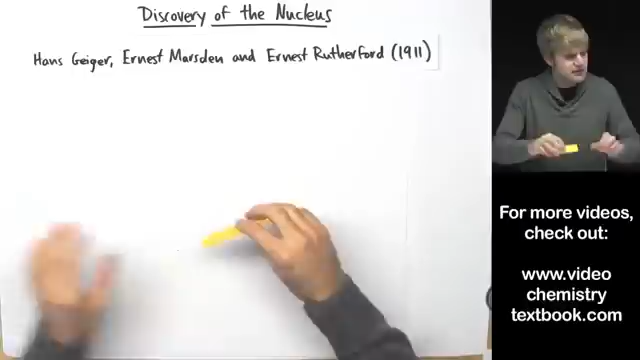 Discovery of the Nucleus
Hans Geiger, Ernest Marsden and Ernest Rutherford (1911)
For more videos,
check out:
www.video
chemistry
textbook.com